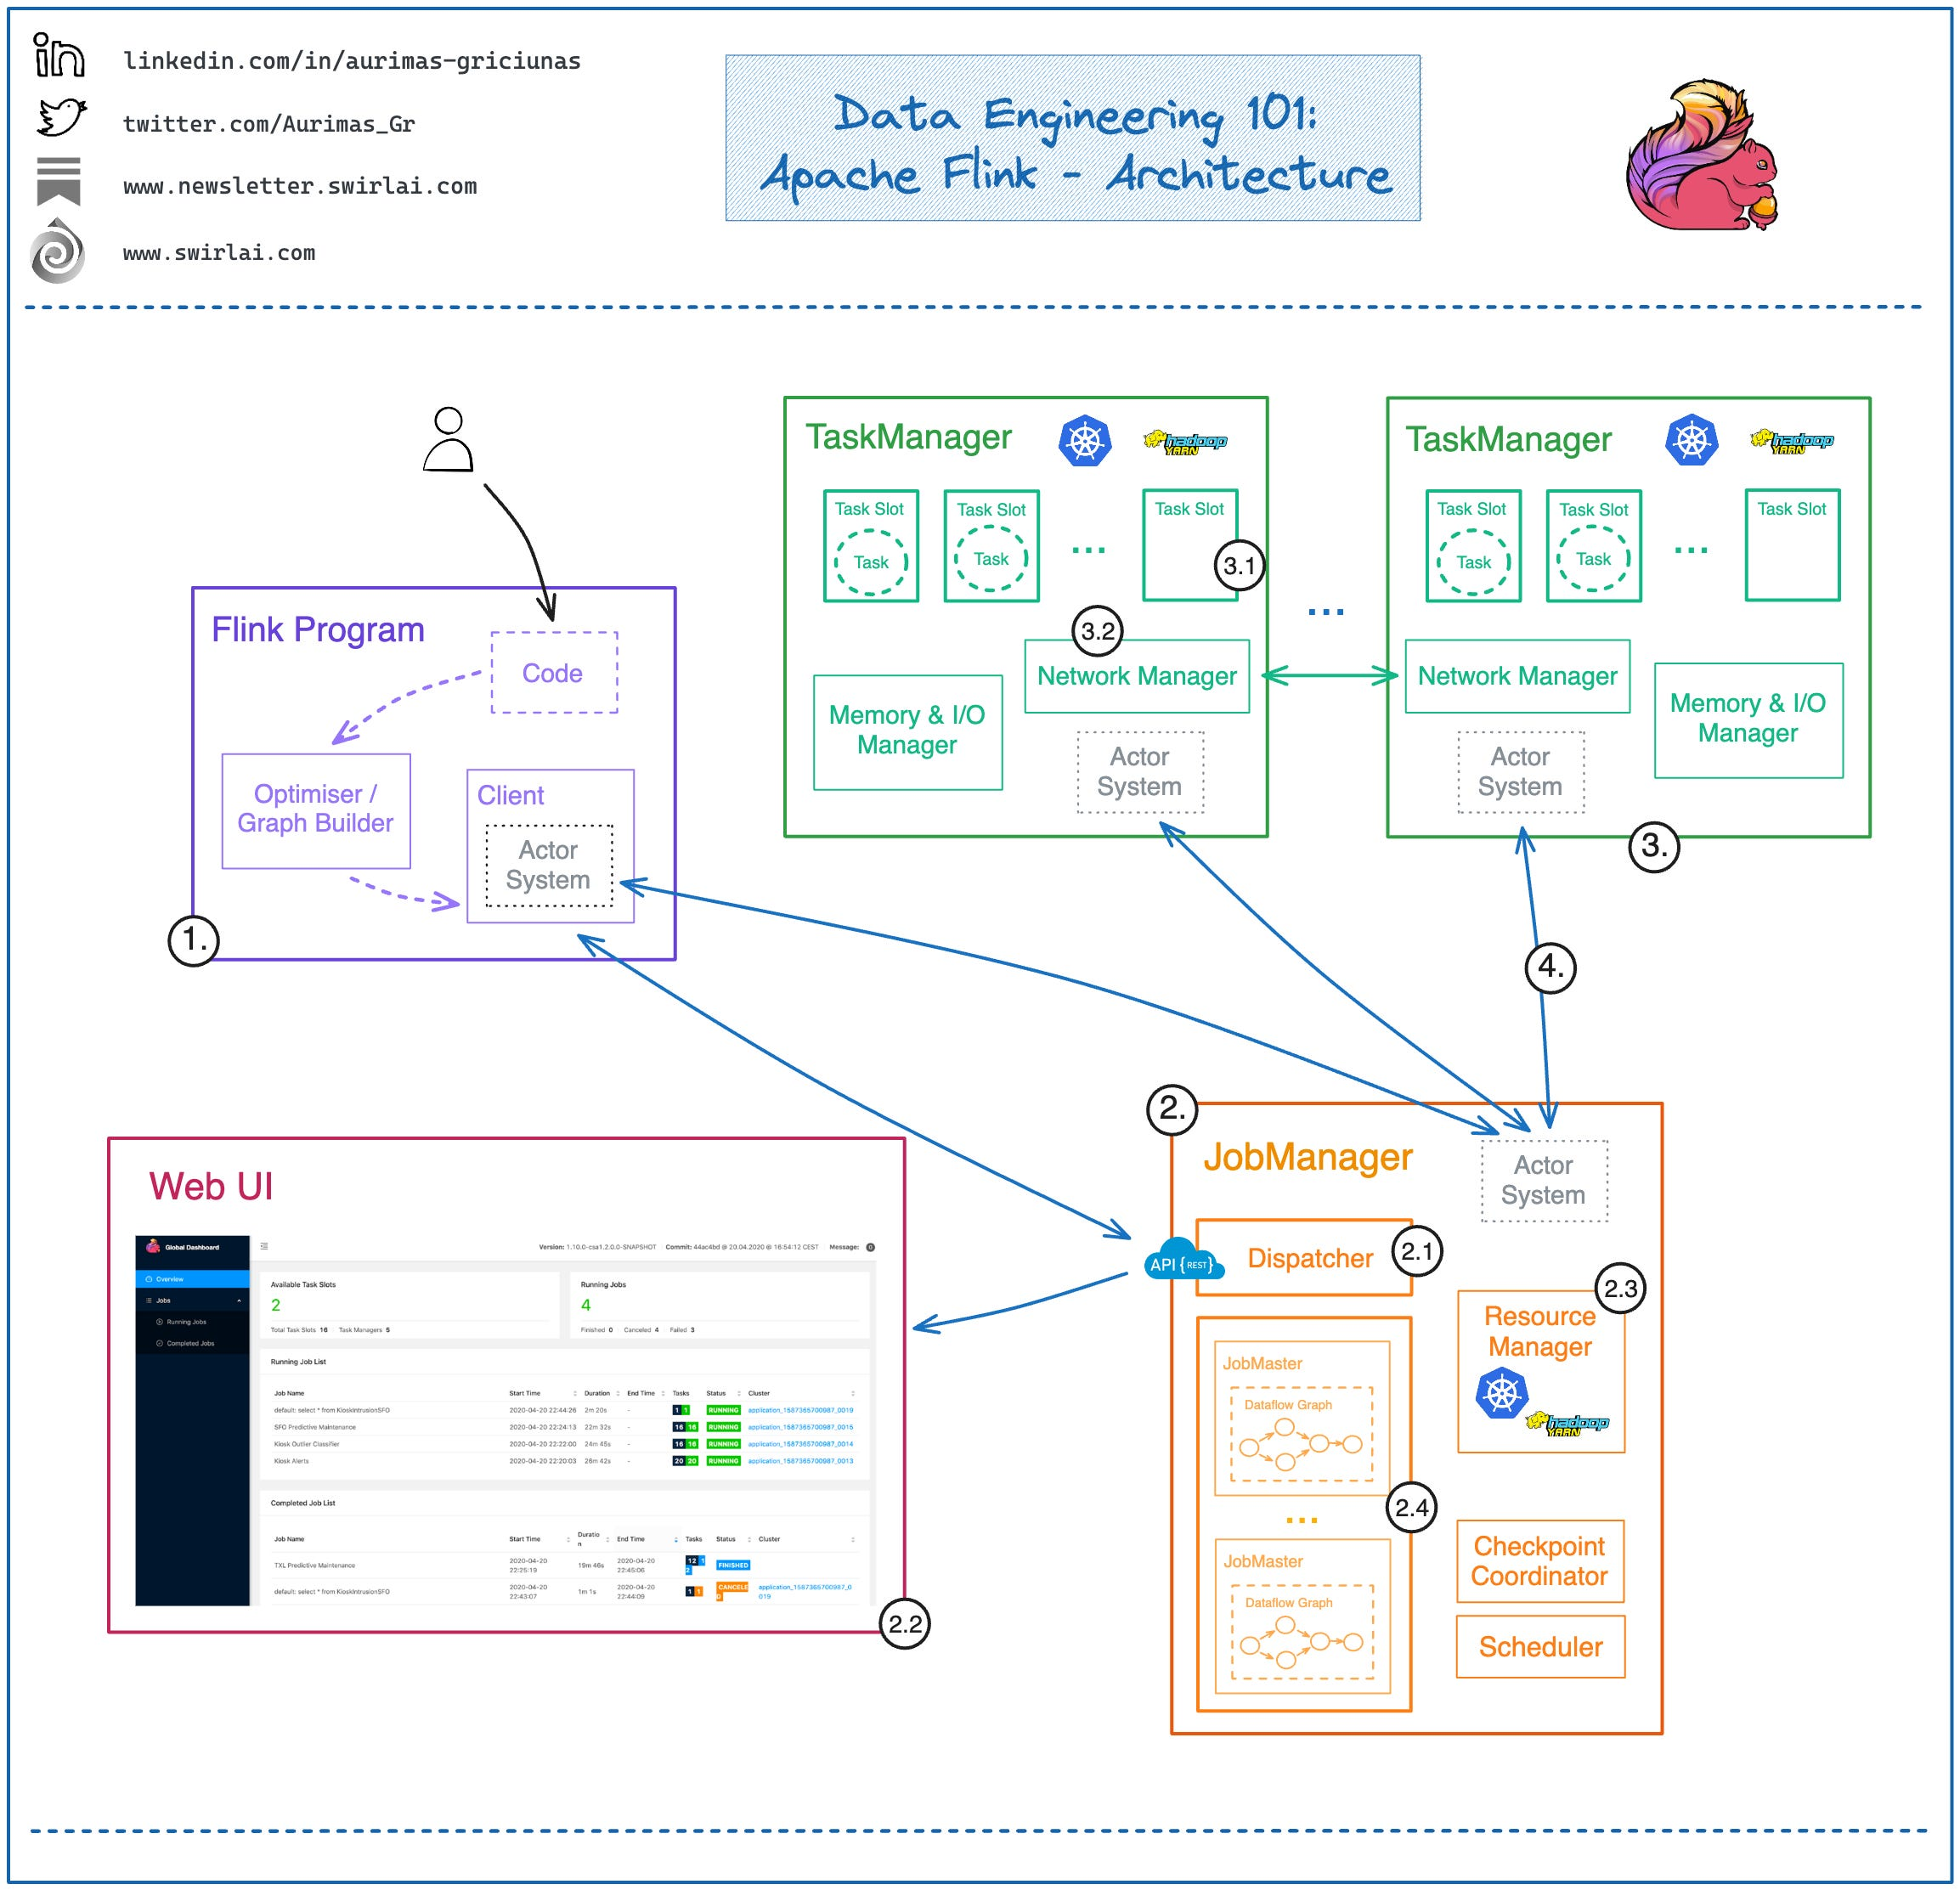 linkedin.com/in/aurimas-griciunas
twitter.com/Aurimas_Gr
www.newsletter.swirlai.com
www.swirlai.com
Data Engineering 101:
Apache Flink - Architecture
Flink Program
Code
Optimiser /
Graph Builder
Client
Actor
System
1.
TaskManager
hadoop
YARN
Task Slot
Task
Task Slot
Task
...
Task Slot
3.1
3.2
Network Manager
Memory & I/O
Manager
Actor
System
...
TaskManager
hadoop
YARN
Task Slot
Task
Task Slot
Task
...
Task Slot
Network Manager
Memory & I/O
Manager
Actor
System
3.
4.
2.
JobManager
Actor
System
API {REST}
Dispatcher
2.1
2.3
Resource
Manager
hadoop
YARN
JobMaster
Dataflow Graph
...
2.4
JobMaster
Dataflow Graph
Checkpoint
Coordinator
Scheduler
Web UI
Global Dashboard
Overview
Jobs
Running Jobs
Completed Jobs
Version: 1.10.0-csa1.2.0.0-SNAPSHOT Commit: 44ac4bd @ 20.04.2020 @ 16:54:12 CEST Message: 0
Available Task Slots
2
Total Task Slots 16 Task Managers 5
Running Jobs
4
Finished 0 Canceled 4 Failed 3
Running Job List
Job Name Start Time Duration End Time Tasks Status Cluster
default: select * from KioskIntrusionSFO 2020-04-20 22:44:26 2m 20s - 1 1 RUNNING application_1587365700987_0019
SFO Predictive Maintenance 2020-04-20 22:24:13 22m 32s - 16 16 RUNNING application_1587365700987_0015
Kiosk Outlier Classifier 2020-04-20 22:22:00 24m 45s - 16 16 RUNNING application_1587365700987_0014
Kiosk Alerts 2020-04-20 22:20:03 26m 42s - 20 20 RUNNING application_1587365700987_0013
Completed Job List
Job Name Start Time Duratio
n End Time Tasks Status Cluster
TXL Predictive Maintenance 2020-04-20
22:25:19 19m 46s 2020-04-20
22:45:06 12 1
2 FINISHED
default: select * from KioskIntrusionSFO 2020-04-20
22:43:07 1m 1s 2020-04-20
22:44:09 1 1 CANCELE
D application_1587365700987_0
019
2.2